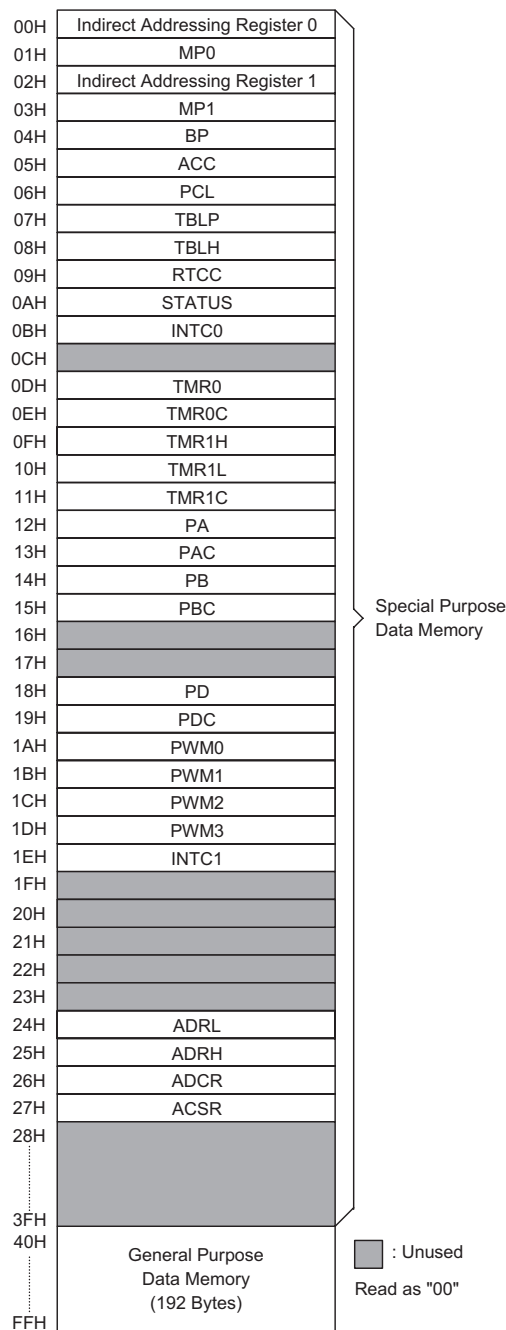 00H Indirect Addressing Register 0
01H MP0
02H Indirect Addressing Register 1
03H MP1
04H BP
05H ACC
06H PCL
07H TBLP
08H TBLH
09H RTCC
0AH STATUS
0BH INTC0
0CH
0DH TMR0
0EH TMR0C
0FH TMR1H
10H TMR1L
11H TMR1C
12H PA
13H PAC
14H PB
15H PBC
16H
17H
18H PD
19H PDC
1AH PWM0
1BH PWM1
1CH PWM2
1DH PWM3
1EH INTC1
1FH
20H
21H
22H
23H
24H ADRL
25H ADRH
26H ADCR
27H ACSR
28H
3FH
40H
FFH
General Purpose
Data Memory
(192 Bytes)
Special Purpose
Data Memory
: Unused
Read as "00"